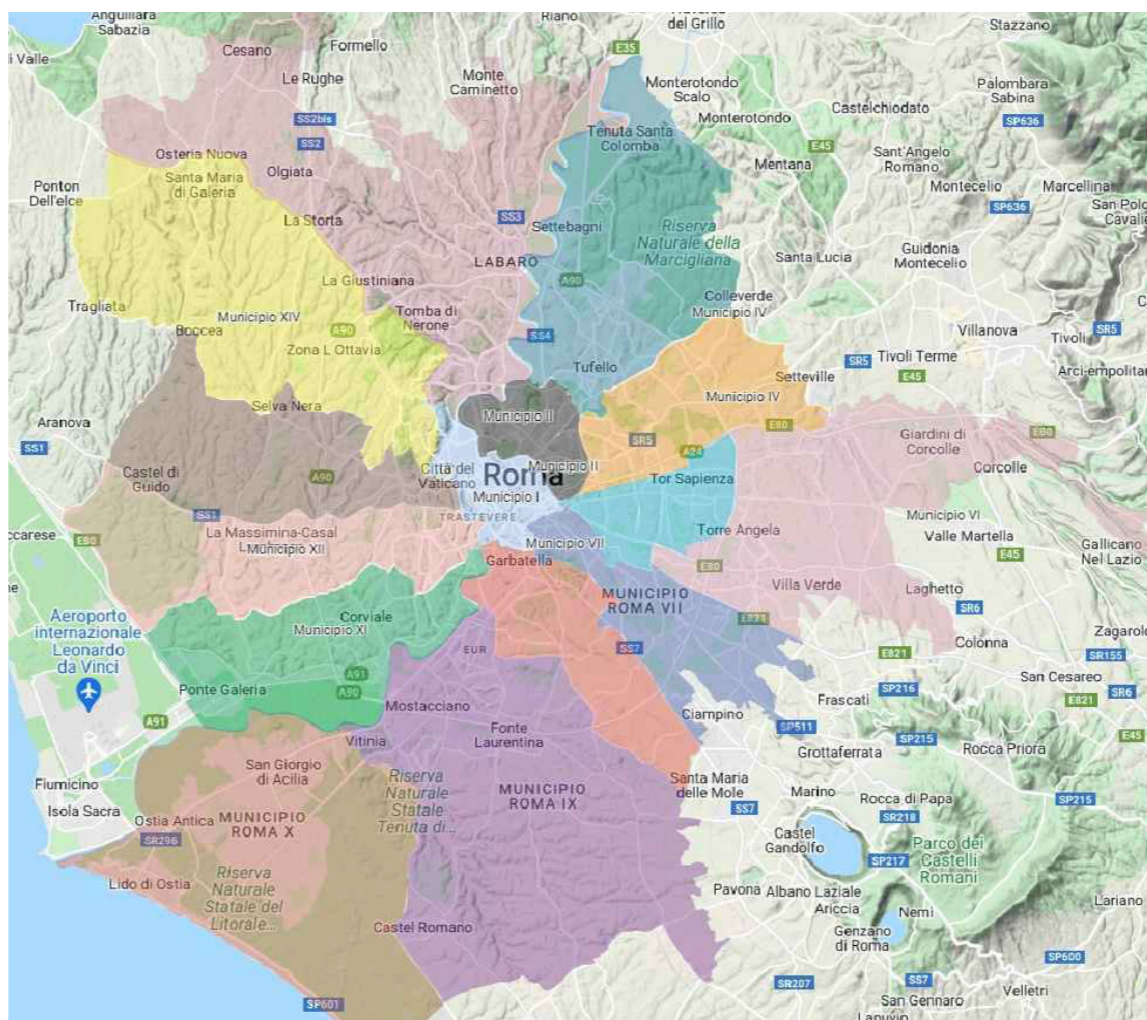 Anguillara
Sabazia
Riano
del Grillo
Stazzano
di Valle
Cesano
Formello
E35
Le Rughe
Monte
Caminetto
Monterotondo
Scalo
Palombara
Sabina
SS2bis
SS2
Monterotondo
Castelchiodato
SP636
Tenuta Santa
Colomba
E45
Osteria Nuova
Sant'Angelo
Romano
Mentana
Ponton
Dell'elce
Santa Maria
di Galeria
Olgiata
Montecelio
Marcellina
SP636
San Polo
La Storta
SS3
Settebagni
Riserva
Naturale della
Marcigliana
Guidonia
Montecelio
Santa Lucia
LABARO
A90
La Giustiniana
Colleverde
Municipio IV
Tragliata
Municipio XIV
A90
Tomba di
Nerone
Villanova
Tivoli
SR5
Boccea
Zona L Ottavia
SS4
SR5
Tivoli Terme
Tufello
Setteville
E45
Arci-empolitana
Selva Nera
Municipio II
Municipio IV
Aranova
E80
SS1
SR5
A24
Giardini di
Corcolle
E80
Castel di
Guido
A90
Città del
Vaticano
Roma
Municipio II
Tor Sapienza
Corcolle
Municipio I
SS1
TRASTEVERE
Municipio VI
La Massimina-Casal
Municipio XII
E80
Torre Angela
Valle Martella
Municipio VII
E45
Gallicano
Nel Lazio
Garbatella
E80
Villa Verde
Laghetto
SR6
MUNICIPIO
ROMA VII
Aeroporto
internazionale
Leonardo
da Vinci
Corviale
Municipio XI
E821
Zagarolo
SS7
Colonna
E821
SR155
EUR
A91
A90
San Cesareo
Ponte Galeria
SP216
SR6
A91
Mostacciano
Frascati
E821
Ciampino
Fonte
Laurentina
SP511
SP215
E45
Vitinia
Grottaferrata
Rocca Priora
San Giorgio
di Acilia
Riserva
Naturale
Statale
Tenuta di...
Fiumicino
MUNICIPIO
ROMA IX
Santa Maria
delle Mole
Marino
Rocca di Papa
SP215
Isola Sacra
Ostia Antica
MUNICIPIO
ROMA X
SS7
SR218
SR296
Castel
Gandolfo
Parco dei
Castelli
Romani
SP217
Lido di Ostia
Riserva
Naturale
Statale del
Litorale...
Pavona
Albano Laziale
Ariccia
Nemi
Lariano
Castel Romano
Genzano
di Roma
SP600
SR207
SS7
Velletri
SP601
San Gennaro
Lanuvio